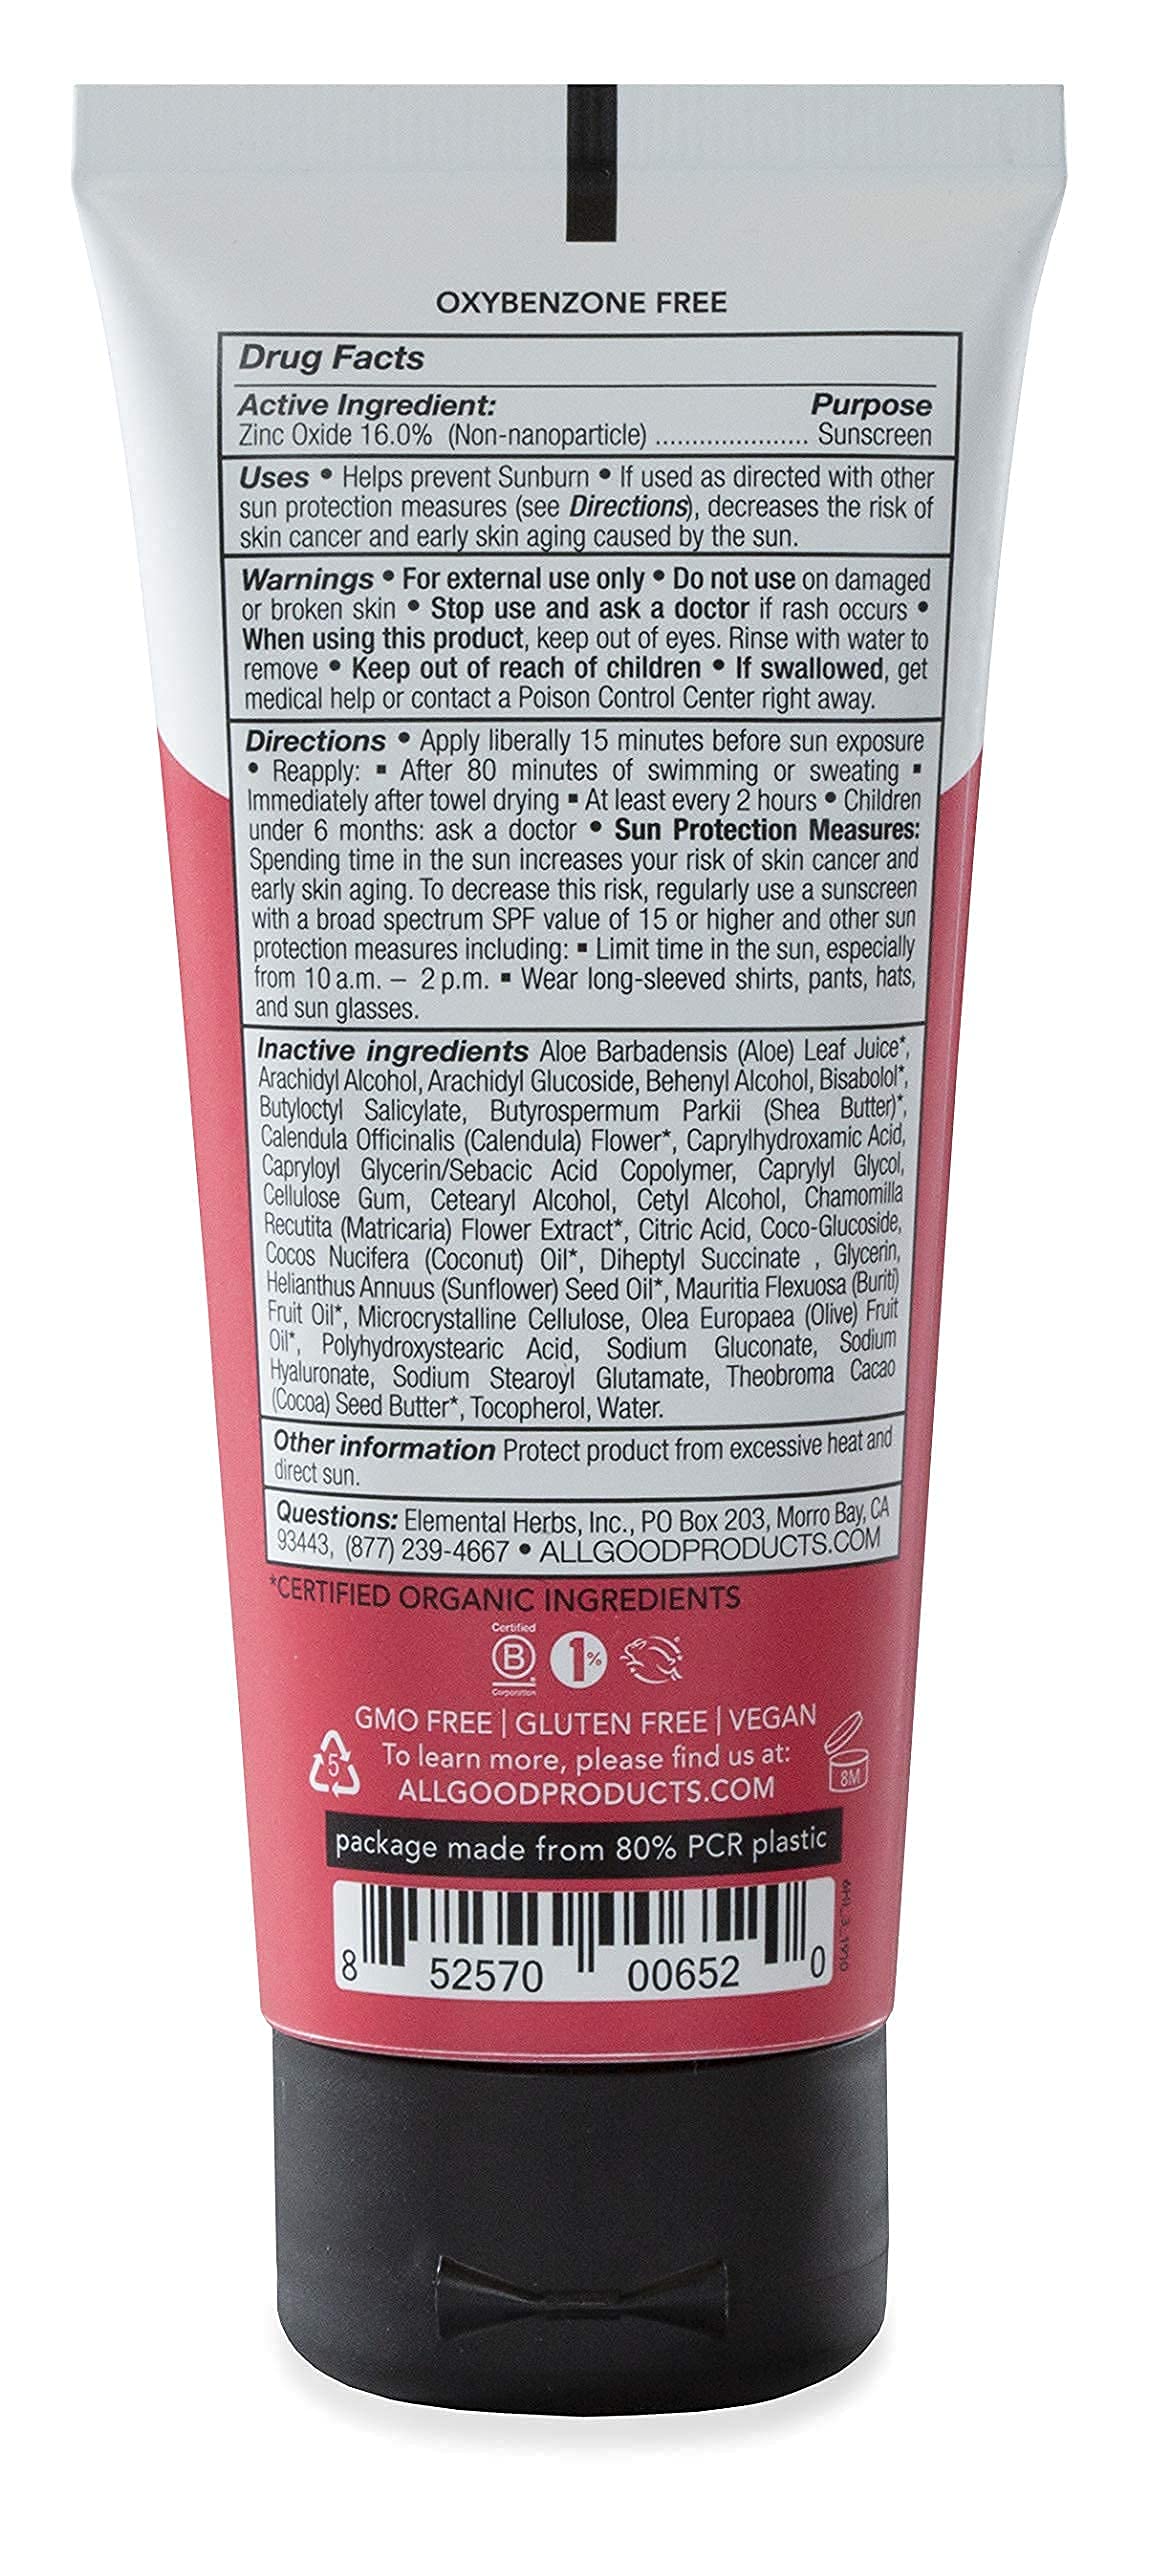 OXYBENZONE FREE
Drug Facts
Active Ingredient: Purpose
Zinc Oxide 16.0% (Non-nanoparticle) ..................... Sunscreen
Uses • Helps prevent Sunburn • If used as directed with other
sun protection measures (see Directions), decreases the risk of
skin cancer and early skin aging caused by the sun.
Warnings • For external use only • Do not use on damaged
or broken skin • Stop use and ask a doctor if rash occurs •
When using this product, keep out of eyes. Rinse with water to
remove • Keep out of reach of children • If swallowed, get
medical help or contact a Poison Control Center right away.
Directions • Apply liberally 15 minutes before sun exposure
• Reapply: ▪ After 80 minutes of swimming or sweating ▪
Immediately after towel drying ▪ At least every 2 hours • Children
under 6 months: ask a doctor • Sun Protection Measures:
Spending time in the sun increases your risk of skin cancer and
early skin aging. To decrease this risk, regularly use a sunscreen
with a broad spectrum SPF value of 15 or higher and other sun
protection measures including: ▪ Limit time in the sun, especially
from 10 a.m. – 2 p.m. ▪ Wear long-sleeved shirts, pants, hats,
and sun glasses.
Inactive ingredients Aloe Barbadensis (Aloe) Leaf Juice*,
Arachidyl Alcohol, Arachidyl Glucoside, Behenyl Alcohol, Bisabolol*,
Butyloctyl Salicylate, Butyrospermum Parkii (Shea Butter)*,
Calendula Officinalis (Calendula) Flower*, Caprylhydroxamic Acid,
Capryloyl Glycerin/Sebacic Acid Copolymer, Caprylyl Glycol,
Cellulose Gum, Cetearyl Alcohol, Cetyl Alcohol, Chamomilla
Recutita (Matricaria) Flower Extract*, Citric Acid, Coco-Glucoside,
Cocos Nucifera (Coconut) Oil*, Diheptyl Succinate , Glycerin,
Helianthus Annuus (Sunflower) Seed Oil*, Mauritia Flexuosa (Buriti)
Fruit Oil*, Microcrystalline Cellulose, Olea Europaea (Olive) Fruit
Oil*, Polyhydroxystearic Acid, Sodium Gluconate, Sodium
Hyaluronate, Sodium Stearoyl Glutamate, Theobroma Cacao
(Cocoa) Seed Butter*, Tocopherol, Water.
Other information Protect product from excessive heat and
direct sun.
Questions: Elemental Herbs, Inc., PO Box 203, Morro Bay, CA
93443, (877) 239-4667 • ALLGOODPRODUCTS.COM
*CERTIFIED ORGANIC INGREDIENTS
Certified
B 1%
Corporation
GMO FREE | GLUTEN FREE | VEGAN
To learn more, please find us at:
5 8M
ALLGOODPRODUCTS.COM
package made from 80% PCR plastic
8 52570 00652 0